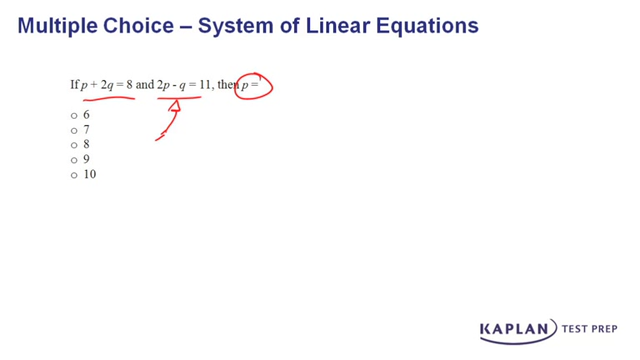 Multiple Choice – System of Linear Equations
If p + 2q = 8 and 2p - q = 11, then p =
6
7
8
9
10
KAPLAN TEST PREP